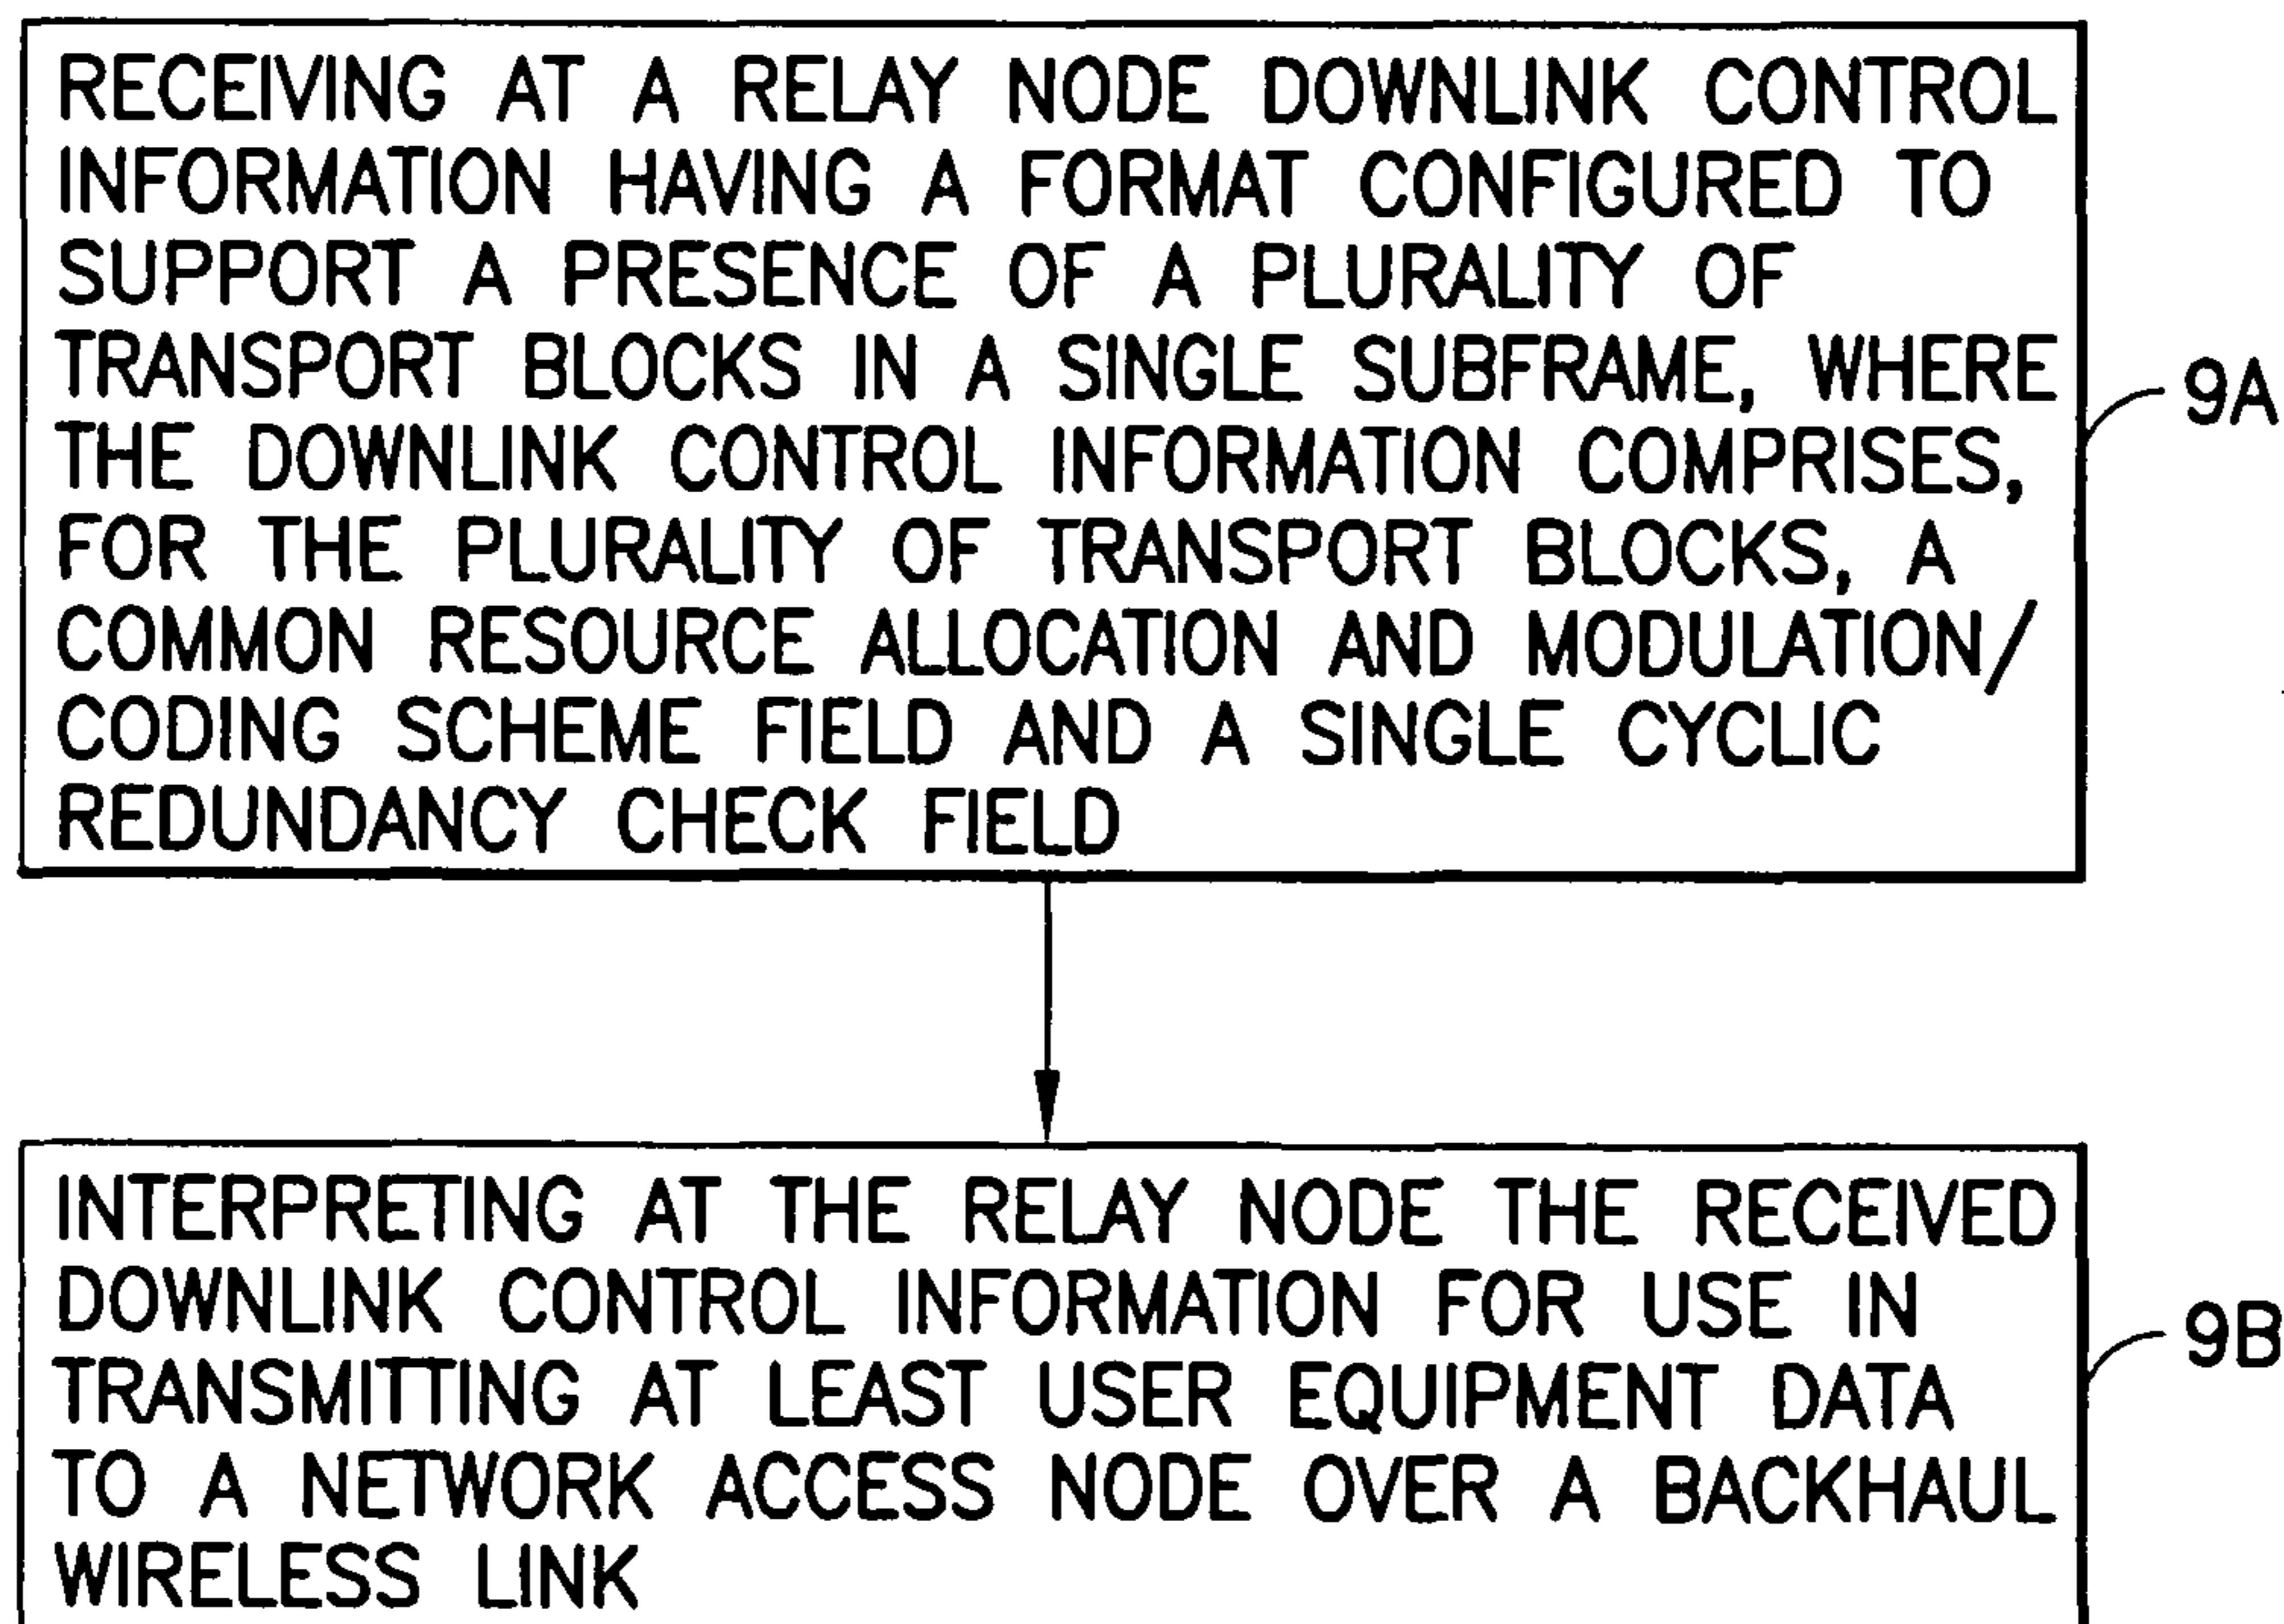 RECEIVING AT A RELAY NODE DOWNLINK CONTROL
INFORMATION HAVING A FORMAT CONFIGURED TO
SUPPORT A PRESENCE OF A PLURALITY OF
TRANSPORT BLOCKS IN A SINGLE SUBFRAME, WHERE
THE DOWNLINK CONTROL INFORMATION COMPRISES,
FOR THE PLURALITY OF TRANSPORT BLOCKS, A
COMMON RESOURCE ALLOCATION AND MODULATION/
CODING SCHEME FIELD AND A SINGLE CYCLIC
REDUNDANCY CHECK FIELD
9A
INTERPRETING AT THE RELAY NODE THE RECEIVED
DOWNLINK CONTROL INFORMATION FOR USE IN
TRANSMITTING AT LEAST USER EQUIPMENT DATA
TO A NETWORK ACCESS NODE OVER A BACKHAUL
WIRELESS LINK
9B